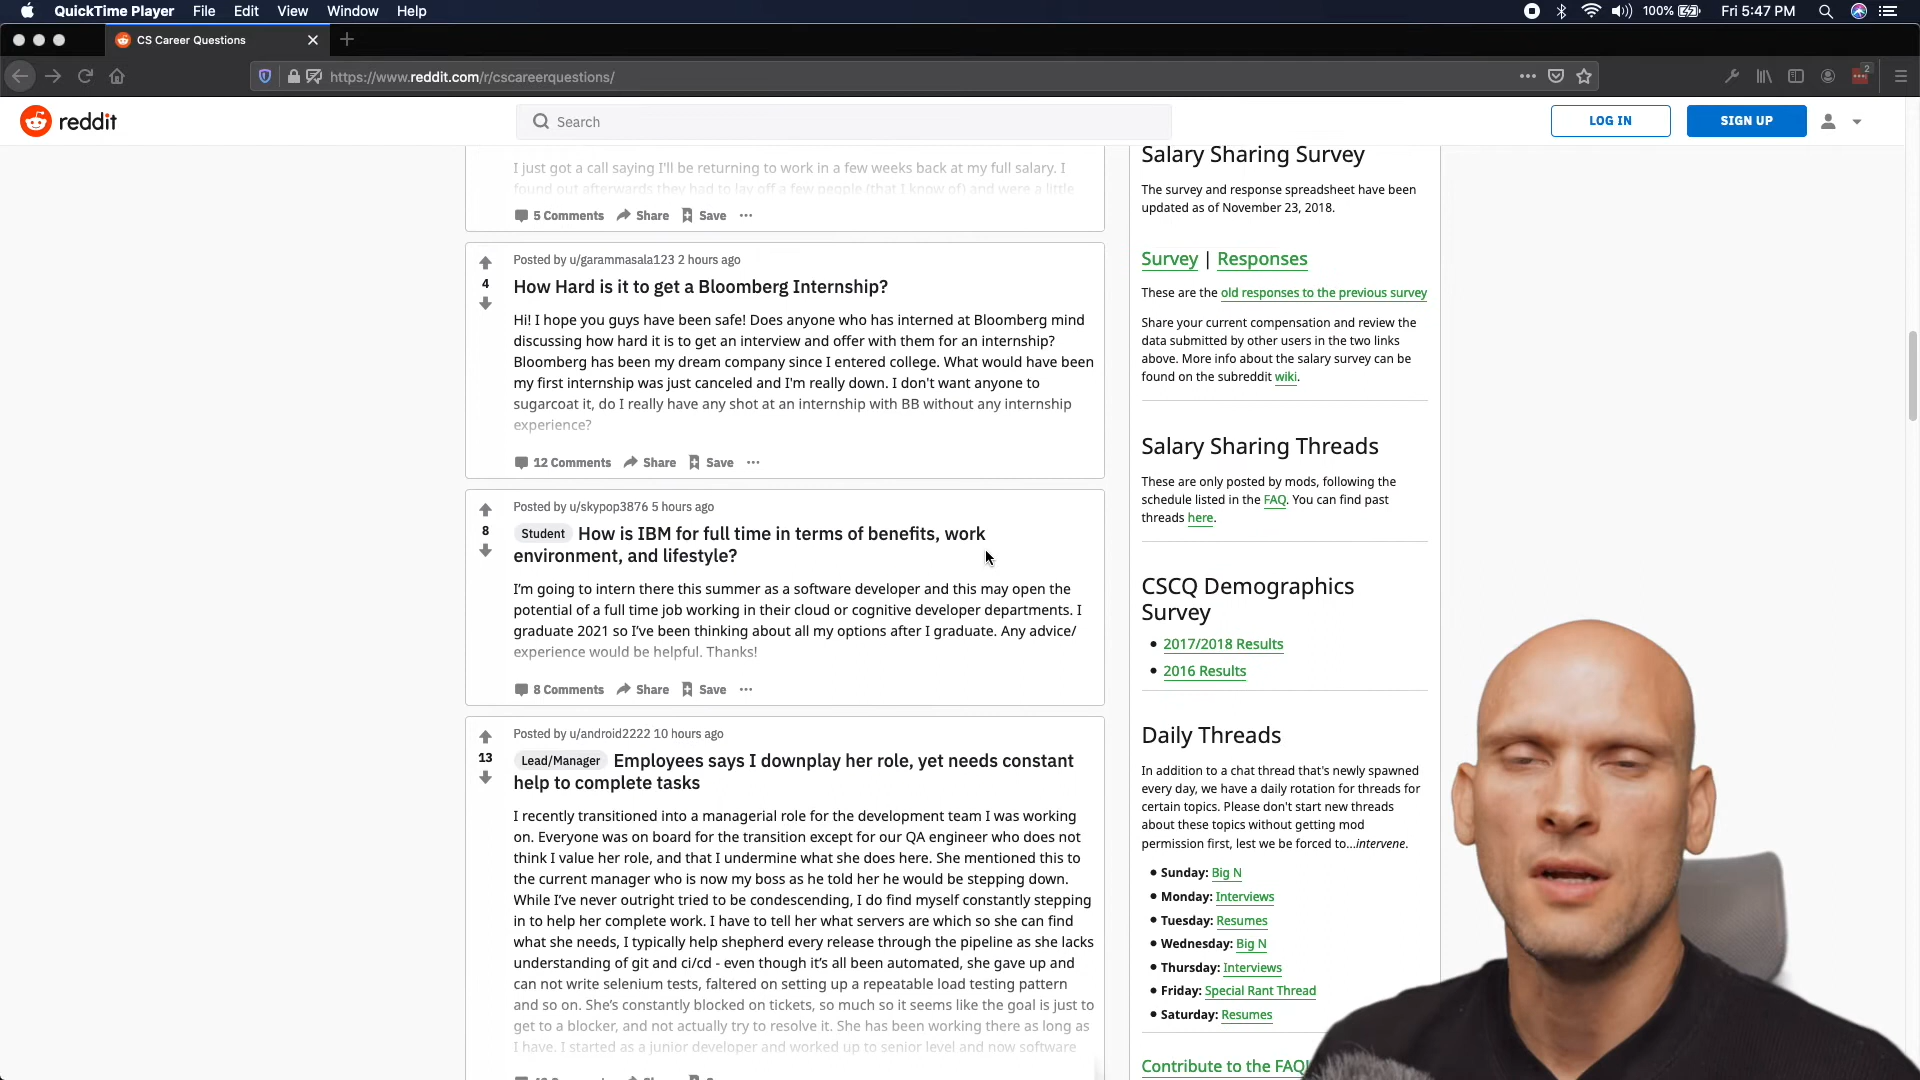 QuickTime Player File Edit View Window Help
100% Fri 5:47 PM
CS Career Questions
https://www.reddit.com/r/cscareerquestions/
2
reddit
Search
LOG IN
SIGN UP
I just got a call saying I'll be returning to work in a few weeks back at my full salary. I
found out afterwards they had to lay off a few people (that I know of) and were a little
5 Comments Share Save
Posted by u/garammasala123 2 hours ago
4
How Hard is it to get a Bloomberg Internship?
Hi! I hope you guys have been safe! Does anyone who has interned at Bloomberg mind
discussing how hard it is to get an interview and offer with them for an internship?
Bloomberg has been my dream company since I entered college. What would have been
my first internship was just canceled and I'm really down. I don't want anyone to
sugarcoat it, do I really have any shot at an internship with BB without any internship
experience?
12 Comments Share Save
Posted by u/skypop3876 5 hours ago
8
Student How is IBM for full time in terms of benefits, work
environment, and lifestyle?
I'm going to intern there this summer as a software developer and this may open the
potential of a full time job working in their cloud or cognitive developer departments. I
graduate 2021 so I've been thinking about all my options after I graduate. Any advice/
experience would be helpful. Thanks!
8 Comments Share Save
Posted by u/android2222 10 hours ago
13
Lead/Manager Employees says I downplay her role, yet needs constant
help to complete tasks
I recently transitioned into a managerial role for the development team I was working
on. Everyone was on board for the transition except for our QA engineer who does not
think I value her role, and that I undermine what she does here. She mentioned this to
the current manager who is now my boss as he told her he would be stepping down.
While I've never outright tried to be condescending, I do find myself constantly stepping
in to help her complete work. I have to tell her what servers are which so she can find
what she needs, I typically help shepherd every release through the pipeline as she lacks
understanding of git and ci/cd - even though it's all been automated, she gave up and
can not write selenium tests, faltered on setting up a repeatable load testing pattern
and so on. She's constantly blocked on tickets, so much so it seems like the goal is just to
get to a blocker, and not actually try to resolve it. She has been working there as long as
I have. I started as a junior developer and worked up to senior level and now software
Salary Sharing Survey
The survey and response spreadsheet have been
updated as of November 23, 2018.
Survey | Responses
These are the old responses to the previous survey
Share your current compensation and review the
data submitted by other users in the two links
above. More info about the salary survey can be
found on the subreddit wiki.
Salary Sharing Threads
These are only posted by mods, following the
schedule listed in the FAQ. You can find past
threads here.
CSCQ Demographics
Survey
2017/2018 Results
2016 Results
Daily Threads
In addition to a chat thread that's newly spawned
every day, we have a daily rotation for threads for
certain topics. Please don't start new threads
about these topics without getting mod
permission first, lest we be forced to...intervene.
Sunday: Big N
Monday: Interviews
Tuesday: Resumes
Wednesday: Big N
Thursday: Interviews
Friday: Special Rant Thread
Saturday: Resumes
Contribute to the FAQ!